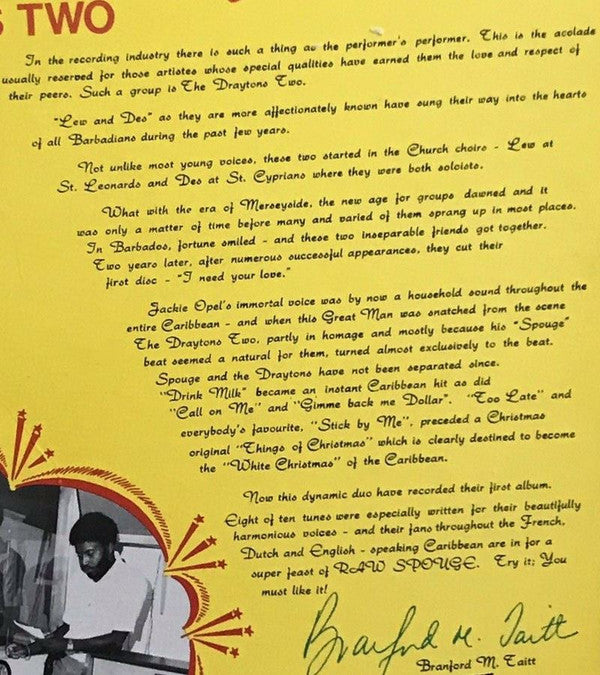 S TWO
In the recording industry there is such a thing as the performer's performer. This is the acolade
usually reserved for those artistes whose special qualities have earned them the love and respect of
their peers. Such a group is The Draytons Two.
"Lew and Des" as they are more affectionately known have sung their way into the hearts
of all Barbadians during the past few years.
Not unlike most young voices, these two started in the Church choirs - Lew at
St. Leonards and Des at St. Cyprians where they were both soloists.
What with the era of Merseyside, the new age for groups dawned and it
was only a matter of time before many and varied of them sprang up in most places.
In Barbados, fortune smiled - and these two inseparable friends got together.
Two years later, after numerous successful appearances, they cut their
first disc - "I need your love."
Jackie Opel's immortal voice was by now a household sound throughout the
entire Caribbean - and when this Great Man was snatched from the scene
The Draytons Two, partly in homage and mostly because his "Spouge"
beat seemed a natural for them, turned almost exclusively to the beat.
Spouge and the Draytons have not been separated since.
"Drink Milk" became an instant Caribbean hit as did
"Call on Me" and "Gimme back me Dollar". "Too Late" and
everybody's favourite, "Stick by Me", preceded a Christmas
original "Things of Christmas" which is clearly destined to become
the "White Christmas" of the Caribbean.
Now this dynamic duo have recorded their first album.
Eight of ten tunes were especially written for their beautifully
harmonious voices - and their fans throughout the French,
Dutch and English - speaking Caribbean are in for a
super feast of RAW SPOUGE. Try it; You
must like it!
Branford M. Taitt
Branford M. Taitt